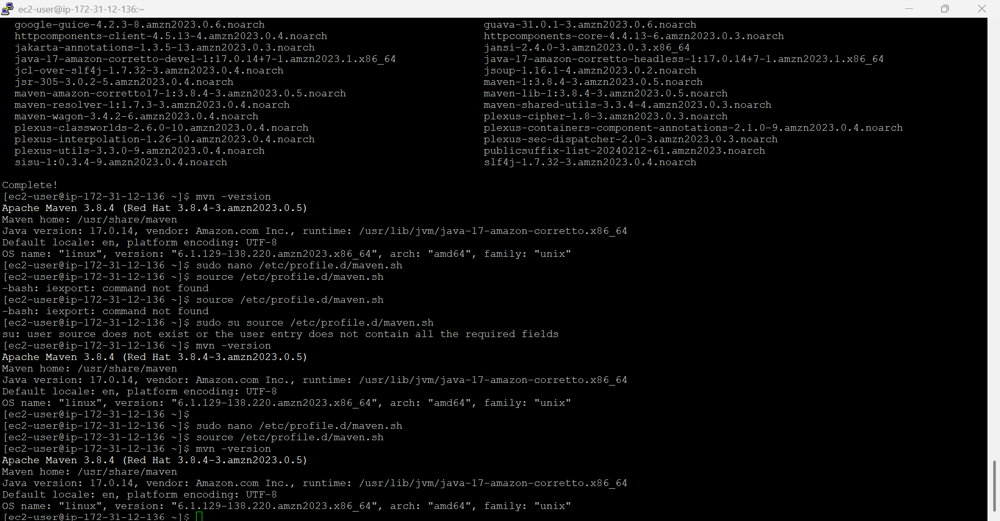 ec2-user@ip-172-31-12-136:~
google-guice-4.2.3-8.amzn2023.0.6.noarch guava-31.0.1-3.amzn2023.0.6.noarch
httpcomponents-client-4.5.13-4.amzn2023.0.4.noarch httpcomponents-core-4.4.13-6.amzn2023.0.3.noarch
jakarta-annotations-1.3.5-13.amzn2023.0.3.noarch jansi-2.4.0-3.amzn2023.0.3.x86_64
java-17-amazon-corretto-devel-1:17.0.14+7-1.amzn2023.1.x86_64 java-17-amazon-corretto-headless-1:17.0.14+7-1.amzn2023.1.x86_64
jcl-over-slf4j-1.7.32-3.amzn2023.0.4.noarch jsoup-1.16.1-4.amzn2023.0.2.noarch
jsr-305-3.0.2-5.amzn2023.0.4.noarch maven-1:3.8.4-3.amzn2023.0.5.noarch
maven-amazon-corretto17-1:3.8.4-3.amzn2023.0.5.noarch maven-lib-1:3.8.4-3.amzn2023.0.5.noarch
maven-resolver-1:1.7.3-3.amzn2023.0.4.noarch maven-shared-utils-3.3.4-4.amzn2023.0.3.noarch
maven-wagon-3.4.2-6.amzn2023.0.4.noarch plexus-cipher-1.8-3.amzn2023.0.3.noarch
plexus-classworlds-2.6.0-10.amzn2023.0.4.noarch plexus-containers-component-annotations-2.1.0-9.amzn2023.0.4.noarch
plexus-interpolation-1.26-10.amzn2023.0.4.noarch plexus-sec-dispatcher-2.0-3.amzn2023.0.3.noarch
plexus-utils-3.3.0-9.amzn2023.0.4.noarch publicsuffix-list-20240212-61.amzn2023.noarch
sisu-1:0.3.4-9.amzn2023.0.4.noarch slf4j-1.7.32-3.amzn2023.0.4.noarch
Complete!
[ec2-user@ip-172-31-12-136 ~]$ mvn -version
Apache Maven 3.8.4 (Red Hat 3.8.4-3.amzn2023.0.5)
Maven home: /usr/share/maven
Java version: 17.0.14, vendor: Amazon.com Inc., runtime: /usr/lib/jvm/java-17-amazon-corretto.x86_64
Default locale: en, platform encoding: UTF-8
OS name: "linux", version: "6.1.129-138.220.amzn2023.x86_64", arch: "amd64", family: "unix"
[ec2-user@ip-172-31-12-136 ~]$ sudo nano /etc/profile.d/maven.sh
[ec2-user@ip-172-31-12-136 ~]$ source /etc/profile.d/maven.sh
-bash: iexport: command not found
[ec2-user@ip-172-31-12-136 ~]$ source /etc/profile.d/maven.sh
-bash: iexport: command not found
[ec2-user@ip-172-31-12-136 ~]$ sudo su source /etc/profile.d/maven.sh
su: user source does not exist or the user entry does not contain all the required fields
[ec2-user@ip-172-31-12-136 ~]$ mvn -version
Apache Maven 3.8.4 (Red Hat 3.8.4-3.amzn2023.0.5)
Maven home: /usr/share/maven
Java version: 17.0.14, vendor: Amazon.com Inc., runtime: /usr/lib/jvm/java-17-amazon-corretto.x86_64
Default locale: en, platform encoding: UTF-8
OS name: "linux", version: "6.1.129-138.220.amzn2023.x86_64", arch: "amd64", family: "unix"
[ec2-user@ip-172-31-12-136 ~]$
[ec2-user@ip-172-31-12-136 ~]$ sudo nano /etc/profile.d/maven.sh
[ec2-user@ip-172-31-12-136 ~]$ source /etc/profile.d/maven.sh
[ec2-user@ip-172-31-12-136 ~]$ mvn -version
Apache Maven 3.8.4 (Red Hat 3.8.4-3.amzn2023.0.5)
Maven home: /usr/share/maven
Java version: 17.0.14, vendor: Amazon.com Inc., runtime: /usr/lib/jvm/java-17-amazon-corretto.x86_64
Default locale: en, platform encoding: UTF-8
OS name: "linux", version: "6.1.129-138.220.amzn2023.x86_64", arch: "amd64", family: "unix"
[ec2-user@ip-172-31-12-136 ~]$